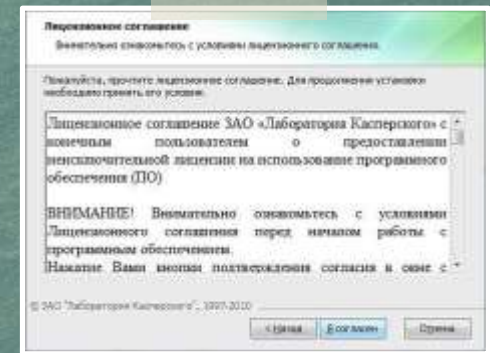 Лицензионное соглашение
Внимательно ознакомьтесь с условиями лицензионного соглашения.
Пожалуйста, прочтите лицензионное соглашение. Для продолжения установки
необходимо принять его условия.
Лицензионное соглашение ЗАО «Лаборатория Касперского» с
конечным пользователем о предоставлении
неисключительной лицензии на использование программного
обеспечения (ПО)
ВНИМАНИЕ! Внимательно ознакомьтесь с условиями
Лицензионного соглашения перед началом работы с
программным обеспечением.
Нажатие Вами кнопки подтверждения согласия в окне с
© ЗАО "Лаборатория Касперского", 1997-2010
< Назад Я согласен Отмена